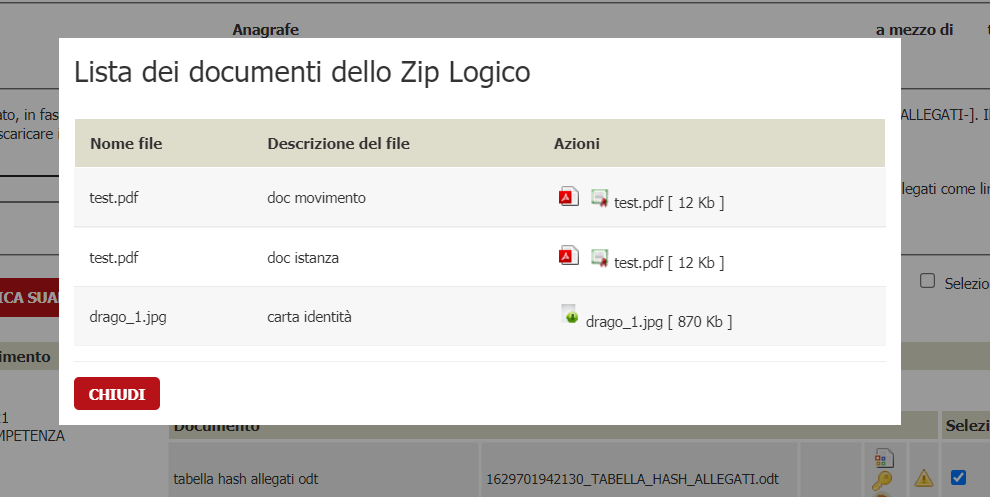 Anagrafe a mezzo di
Lista dei documenti dello Zip Logico
ato, in fas ALLEGATI-]. Il
scaricare i
Nome file Descrizione del file Azioni
test.pdf doc movimento test.pdf [ 12 Kb ]
legati come lin
test.pdf doc istanza test.pdf [ 12 Kb ]
Selezio
ICA SUA
drago_1.jpg carta identità drago_1.jpg [ 870 Kb ]
imento
CHIUDI
21
MPETENZA
Documento Selezi
tabella hash allegati odt 1629701942130_TABELLA_HASH_ALLEGATI.odt